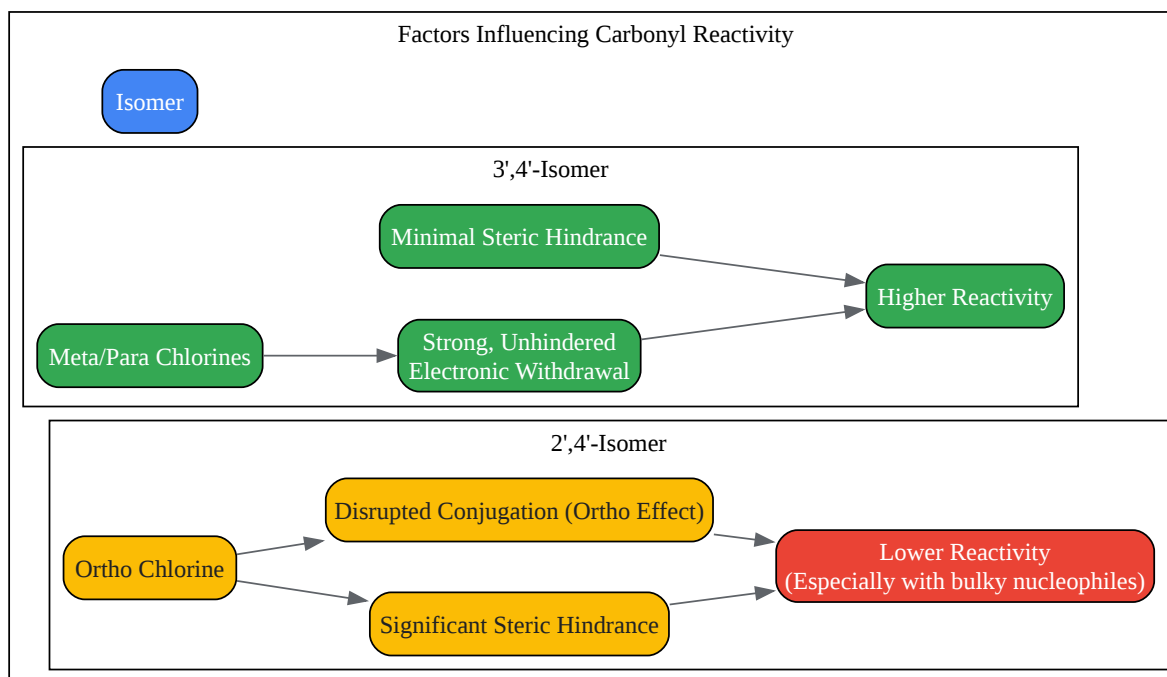 Factors Influencing Carbonyl Reactivity
Isomer
3',4'-Isomer
Minimal Steric Hindrance
Higher Reactivity
Meta/Para Chlorines
Strong, Unhindered
Electronic Withdrawal
2',4'-Isomer
Disrupted Conjugation (Ortho Effect)
Ortho Chlorine
Significant Steric Hindrance
Lower Reactivity
(Especially with bulky nucleophiles)